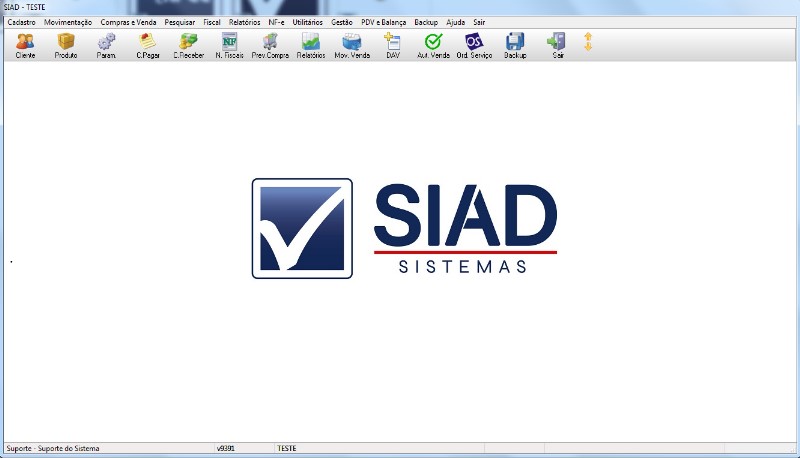 SIAD - TESTE
Cadastro Movimentação Compras e Venda Pesquisar Fiscal Relatórios NF-e Utilitários Gestão PDV e Balança Backup Ajuda Sair
NF OS
Cliente Produto Param. C.Pagar C.Receber N. Fiscais Prev.Compra Relatórios Mov. Venda DAV Aut. Venda Ord. Serviço Backup Sair
SIAD
SISTEMAS
Suporte - Suporte do Sistema v9391 TESTE